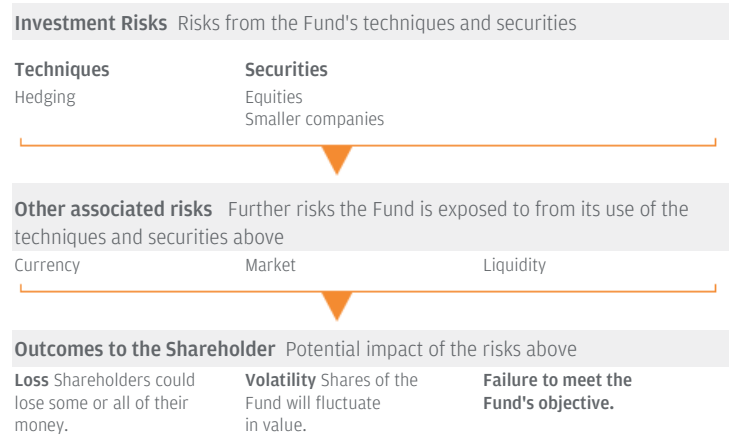 Investment Risks Risks from the Fund's techniques and securities
Techniques Securities
Hedging Equities
Smaller companies
Other associated risks Further risks the Fund is exposed to from its use of the
techniques and securities above
Currency Market Liquidity
Outcomes to the Shareholder Potential impact of the risks above
Loss Shareholders could
lose some or all of their
money.
Volatility Shares of the
Fund will fluctuate
in value.
Failure to meet the
Fund's objective.